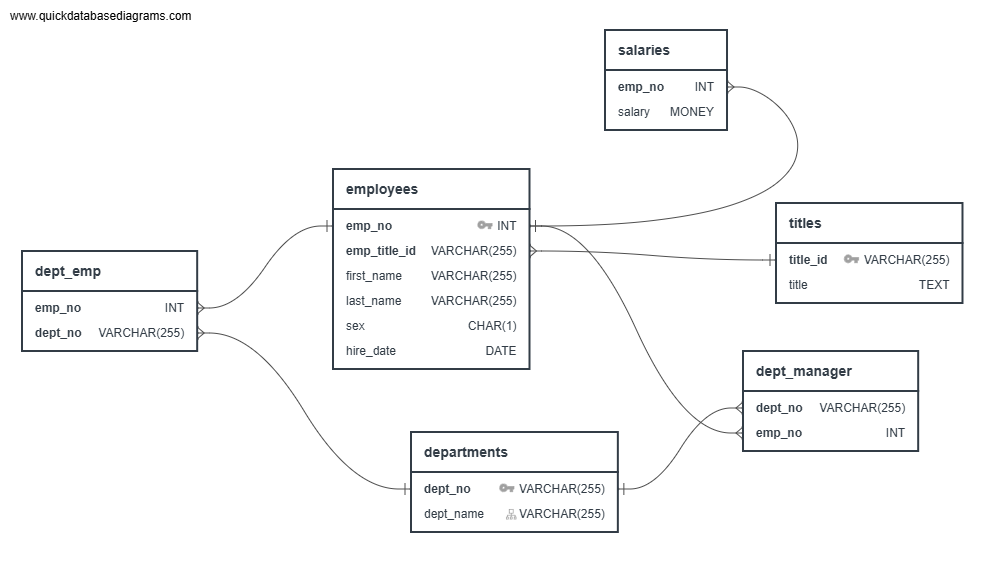 www.quickdatabasediagrams.com
salaries
emp_no INT
salary MONEY
employees
emp_no INT
emp_title_id VARCHAR(255)
first_name VARCHAR(255)
last_name VARCHAR(255)
sex CHAR(1)
hire_date DATE
titles
title_id VARCHAR(255)
title TEXT
dept_emp
emp_no INT
dept_no VARCHAR(255)
dept_manager
dept_no VARCHAR(255)
emp_no INT
departments
dept_no VARCHAR(255)
dept_name VARCHAR(255)